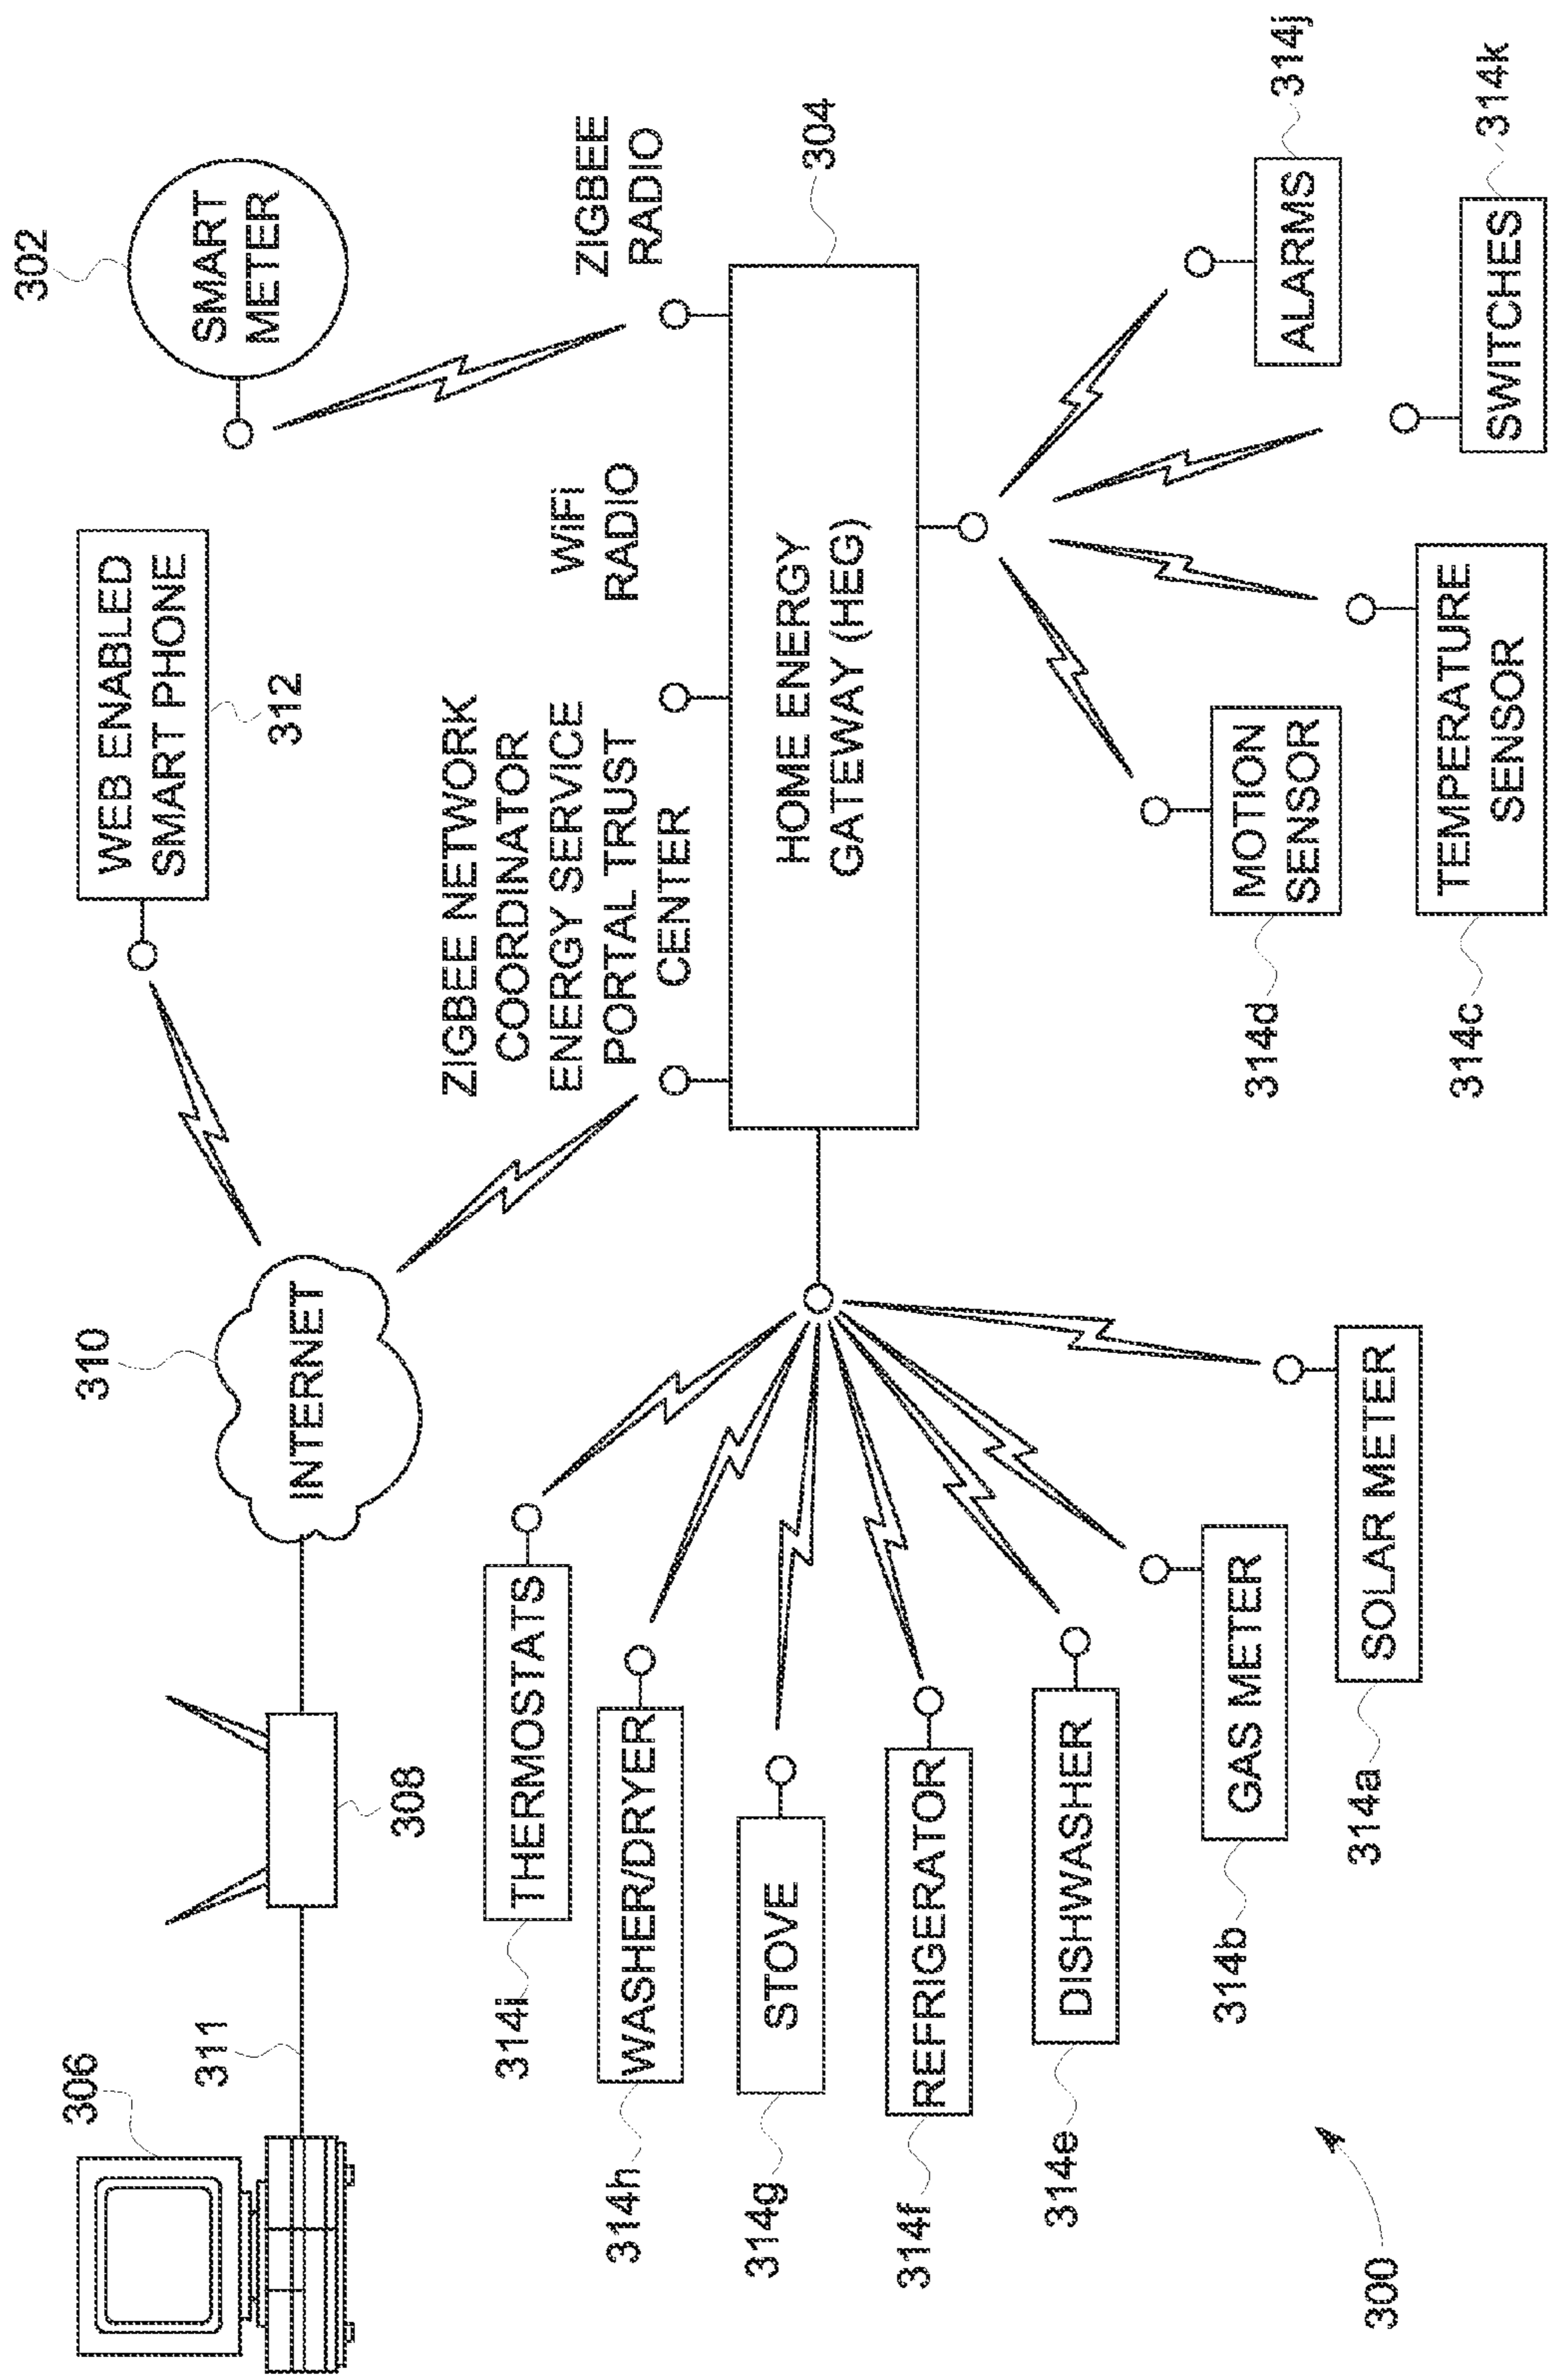 306
311
308
310
INTERNET
WEB ENABLED
SMART PHONE
312
302
SMART
METER
ZIGBEE NETWORK
COORDINATOR
ENERGY SERVICE
PORTAL TRUST
CENTER
WiFi
RADIO
ZIGBEE
RADIO
HOME ENERGY
GATEWAY (HEG)
304
314i
THERMOSTATS
314h
WASHER/DRYER
314g
STOVE
314f
REFRIGERATOR
314e
DISHWASHER
314b
GAS METER
314a
SOLAR METER
314d
MOTION
SENSOR
314c
TEMPERATURE
SENSOR
ALARMS
314j
SWITCHES
314k
300